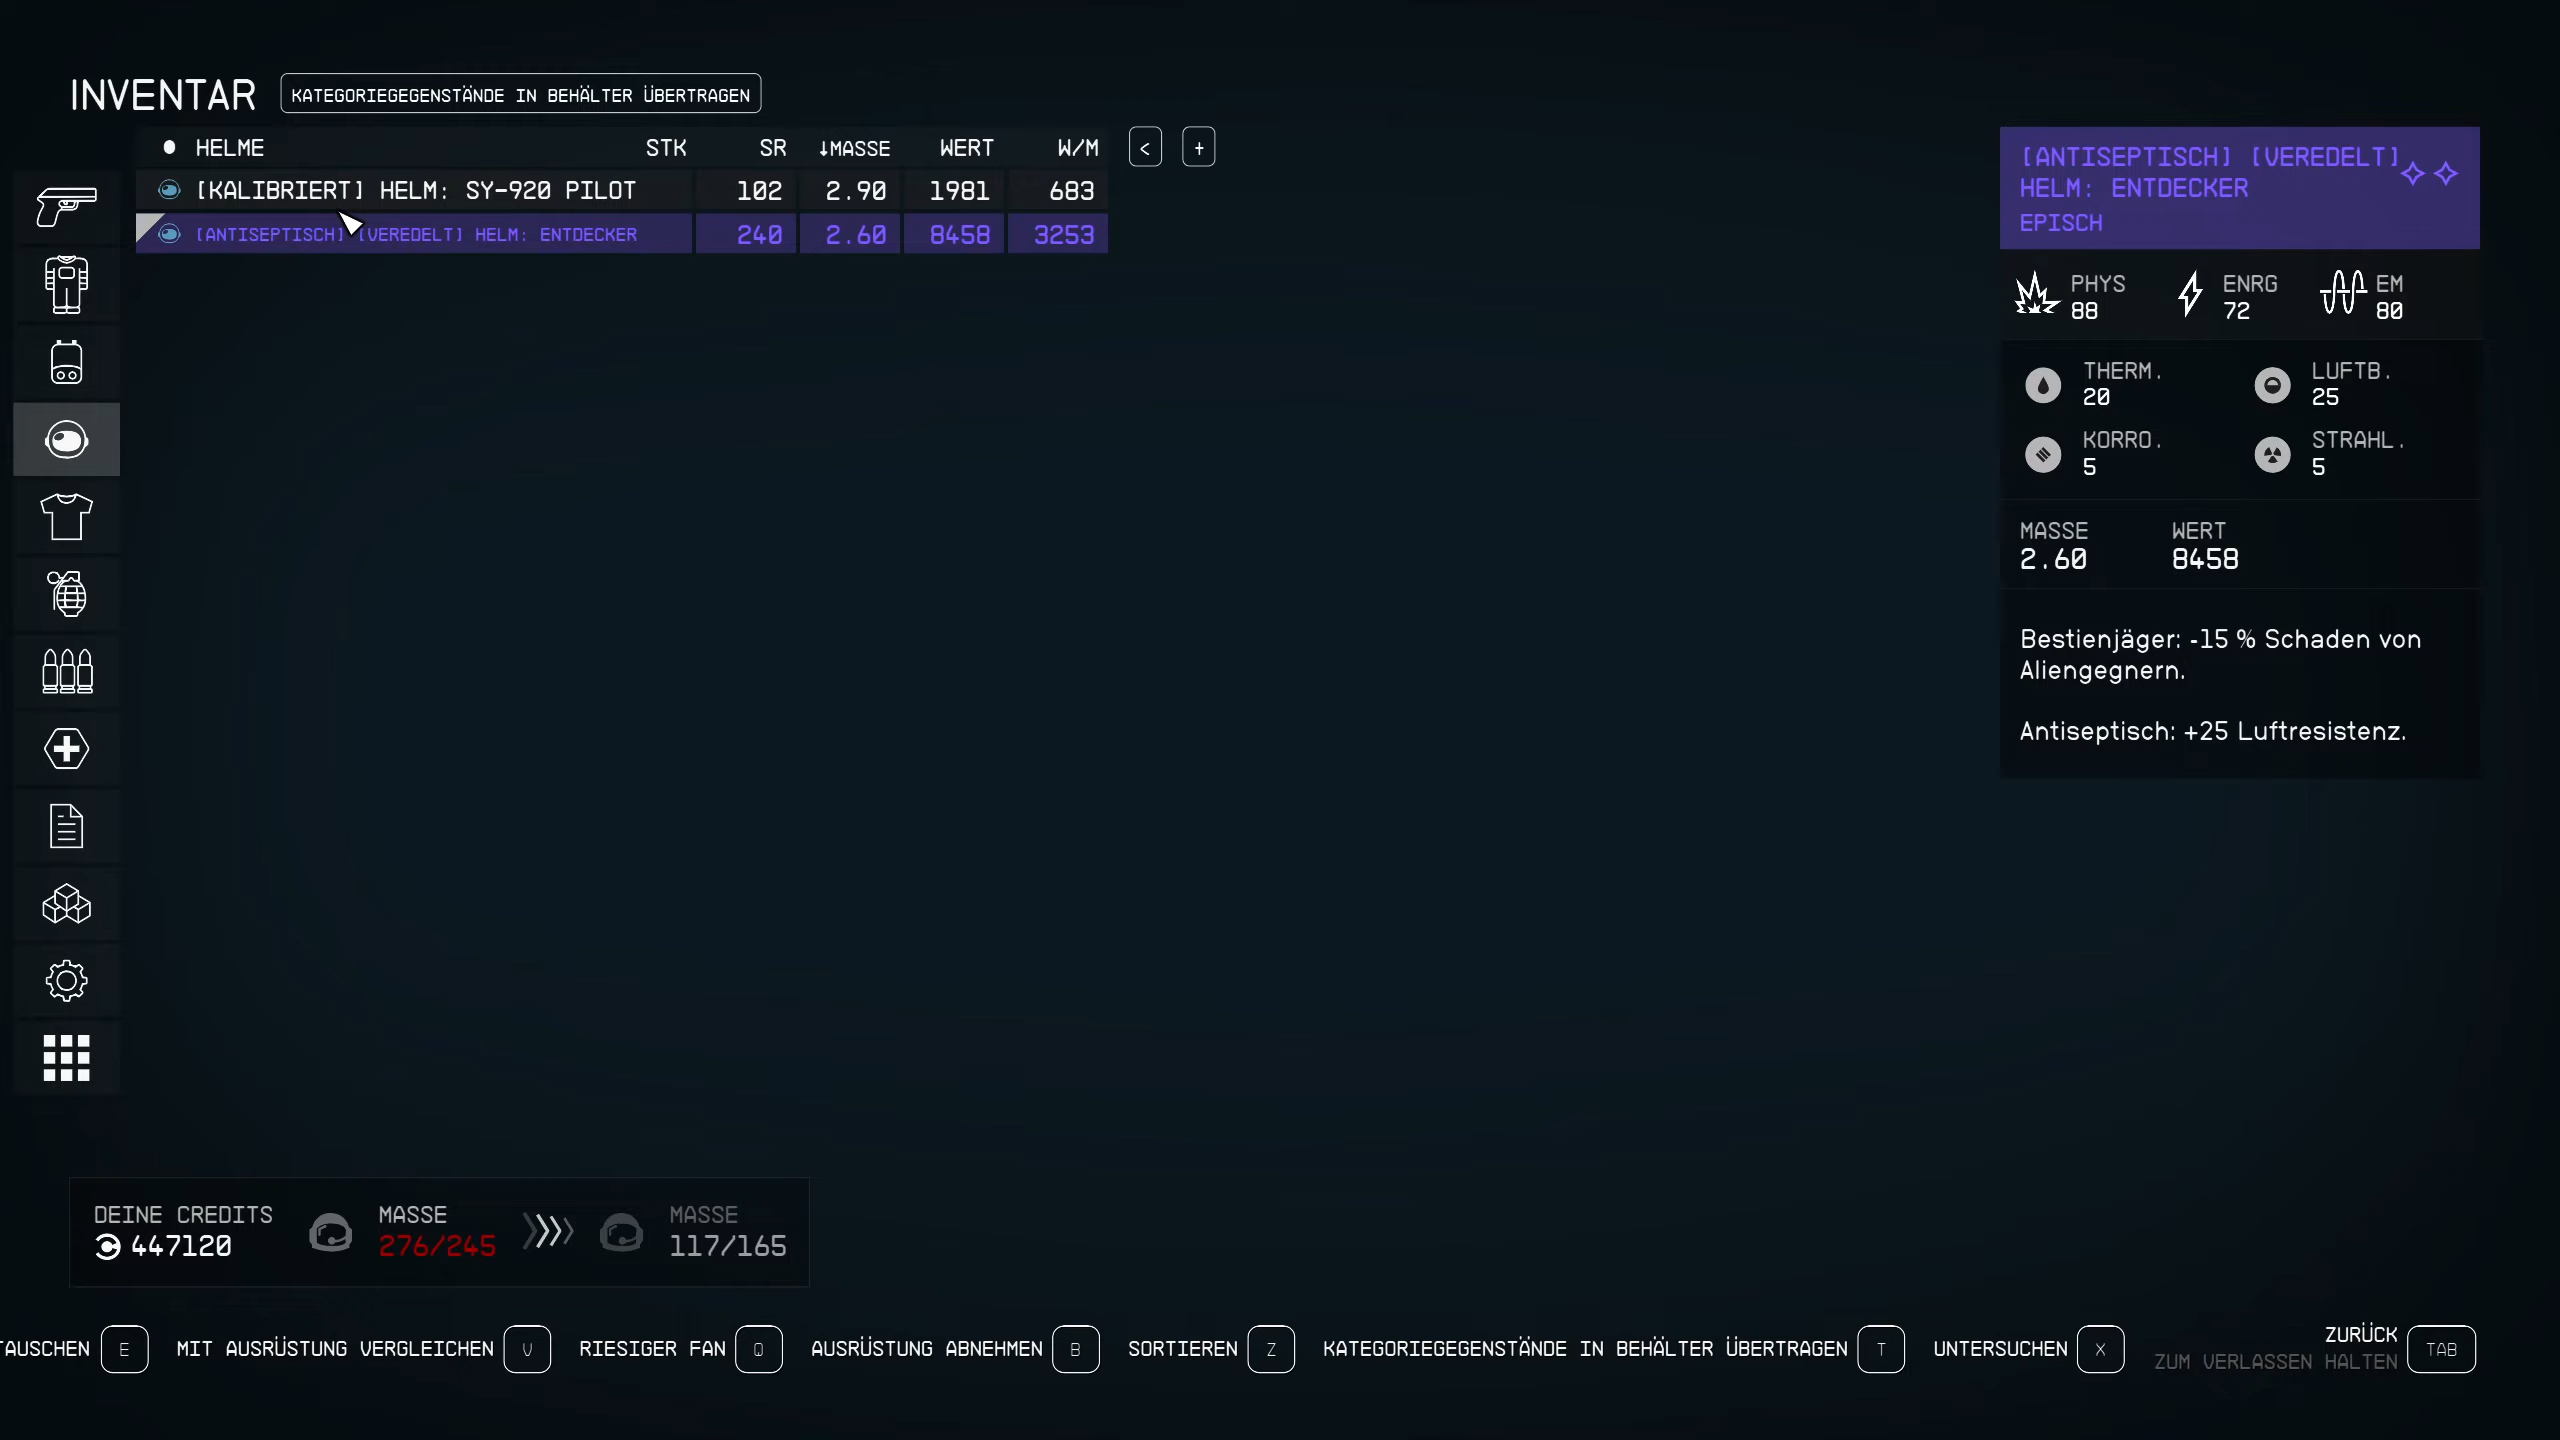 INVENTAR KATEGORIEGEGENSTÄNDE IN BEHÄLTER ÜBERTRAGEN
HELME STK SR ↓MASSE WERT W/M < +
[KALIBRIERT] HELM: SY-920 PILOT 102 2.90 1981 683
[ANTISEPTISCH] [VEREDELT] HELM: ENTDECKER 240 2.60 8458 3253
[ANTISEPTISCH] [VEREDELT]
HELM: ENTDECKER
EPISCH
PHYS ENRG EM
88 72 80
THERM. LUFTB.
20 25
KORRO. STRAHL.
5 5
MASSE WERT
2.60 8458
Bestienjäger: -15 % Schaden von
Aliengegnern.
Antiseptisch: +25 Luftresistenz.
DEINE CREDITS MASSE MASSE
447120 276/245 117/165
TAUSCHEN E MIT AUSRÜSTUNG VERGLEICHEN V RIESIGER FAN Q AUSRÜSTUNG ABNEHMEN B SORTIEREN Z KATEGORIEGEGENSTÄNDE IN BEHÄLTER ÜBERTRAGEN T UNTERSUCHEN X ZURÜCK TAB
ZUM VERLASSEN HALTEN